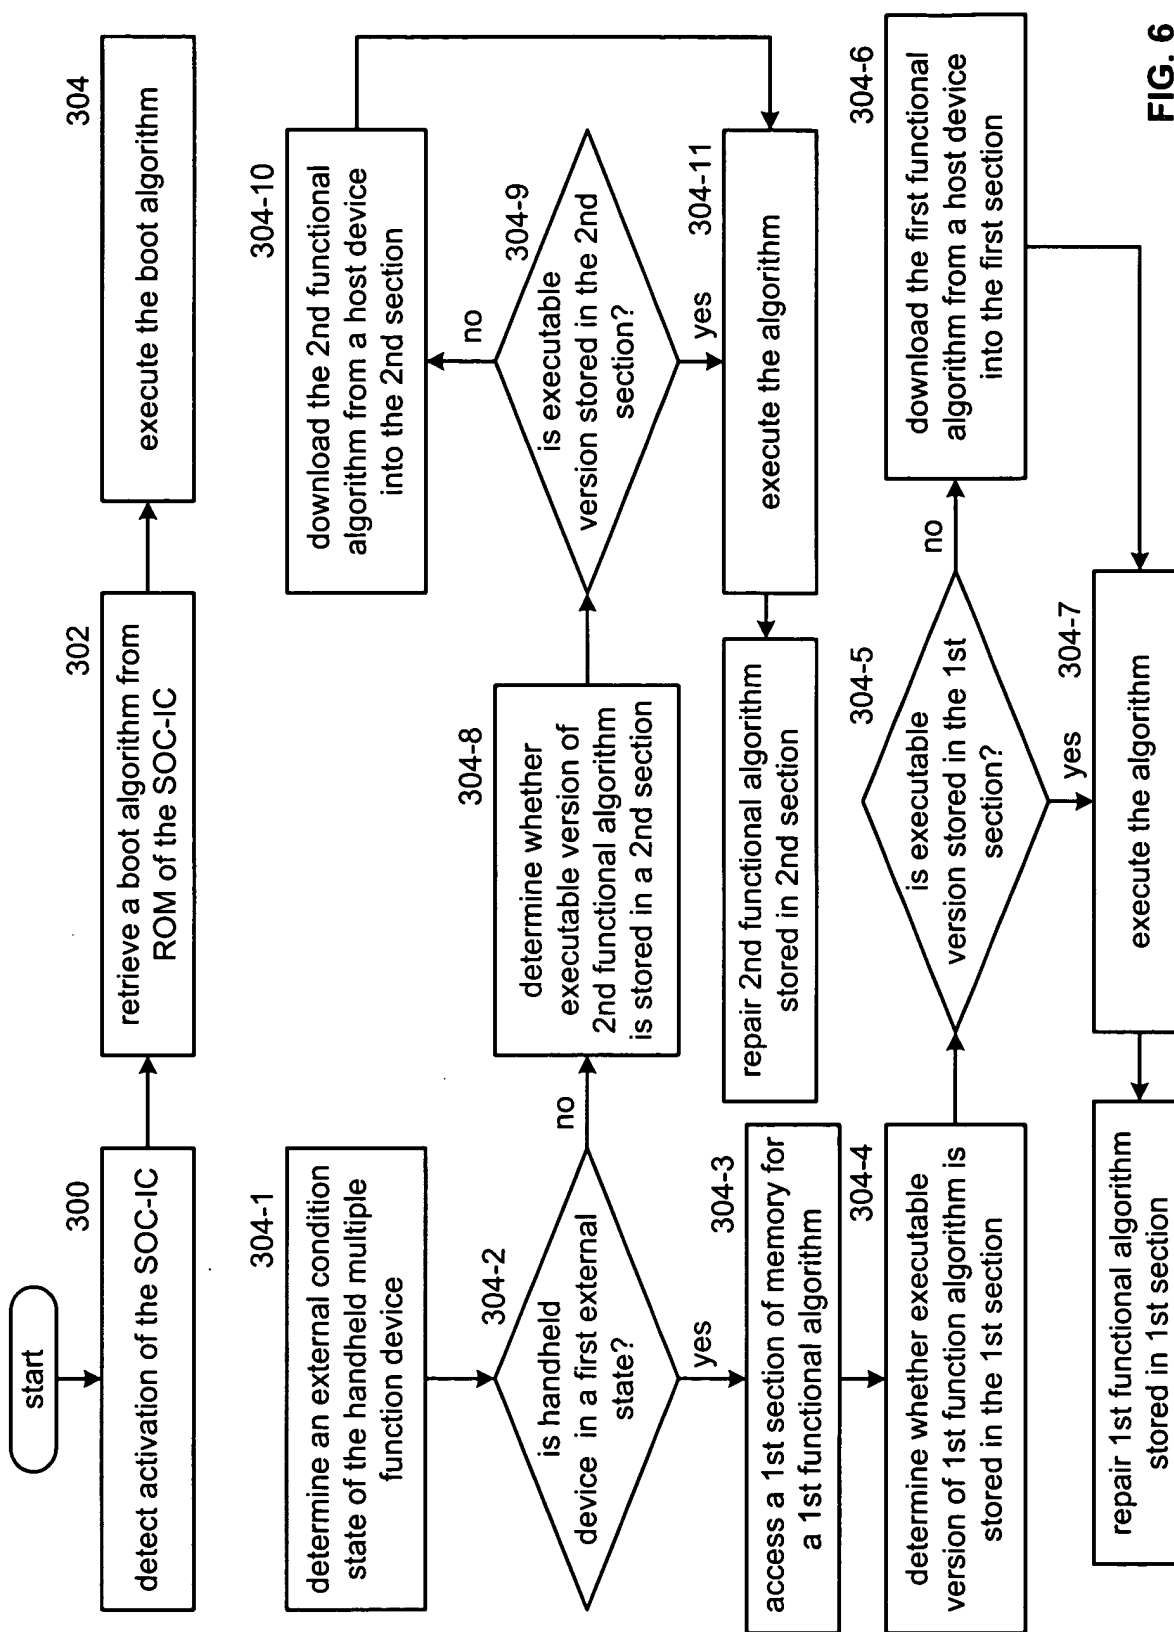 start
300
detect activation of the SOC-IC
302
retrieve a boot algorithm from
ROM of the SOC-IC
304
execute the boot algorithm
304-1
determine an external condition
state of the handheld multiple
function device
304-2
is handheld
device in a first external
state?
no
yes
304-8
determine whether
executable version of
2nd functional algorithm
is stored in a 2nd section
304-9
is executable
version stored in the 2nd
section?
no
yes
304-10
download the 2nd functional
algorithm from a host device
into the 2nd section
304-11
execute the algorithm
repair 2nd functional algorithm
stored in 2nd section
304-3
access a 1st section of memory for
a 1st functional algorithm
304-4
determine whether executable
version of 1st function algorithm is
stored in the 1st section
304-5
is executable
version stored in the 1st
section?
no
yes
304-6
download the first functional
algorithm from a host device
into the first section
304-7
execute the algorithm
repair 1st functional algorithm
stored in 1st section
FIG. 6